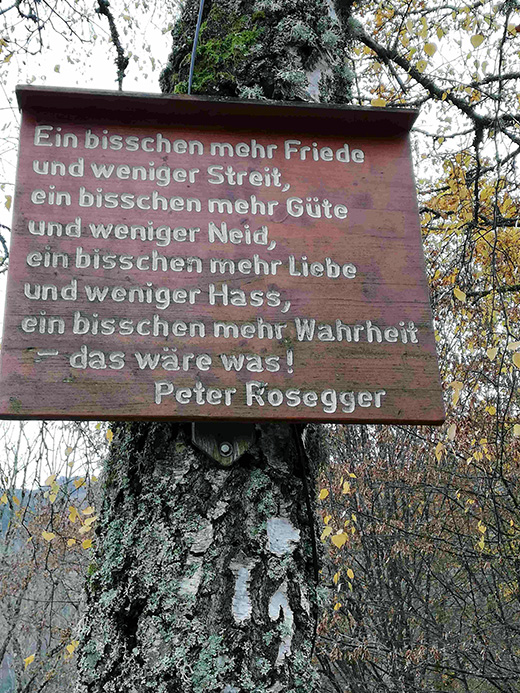 Ein bisschen mehr Friede
und weniger Streit,
ein bisschen mehr Güte
und weniger Neid,
ein bisschen mehr Liebe
und weniger Hass,
ein bisschen mehr Wahrheit
– das wäre was!
Peter Rosegger